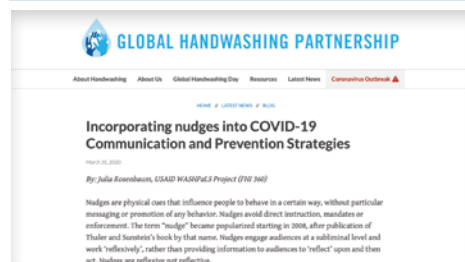 GLOBAL HANDWASHING PARTNERSHIP
About Handwashing About Us Global Handwashing Day Resources Latest News Coronavirus Outbreak
HOME // LATEST NEWS // BLOG
Incorporating nudges into COVID-19
Communication and Prevention Strategies
March 31, 2020
By: Julia Rosenbaum, USAID WASHPaLS Project (FHI 360)
Nudges are physical cues that influence people to behave in a certain way, without particular
messaging or promotion of any behavior. Nudges avoid direct instruction, mandates or
enforcement. The term “nudge” became popularized starting in 2008, after publication of
Thaler and Sunstein's book by that name. Nudges engage audiences at a subliminal level and
work ‘reflexively’, rather than providing information to audiences to ‘reflect’ upon and then
act. Nudges are reflexive not reflective.